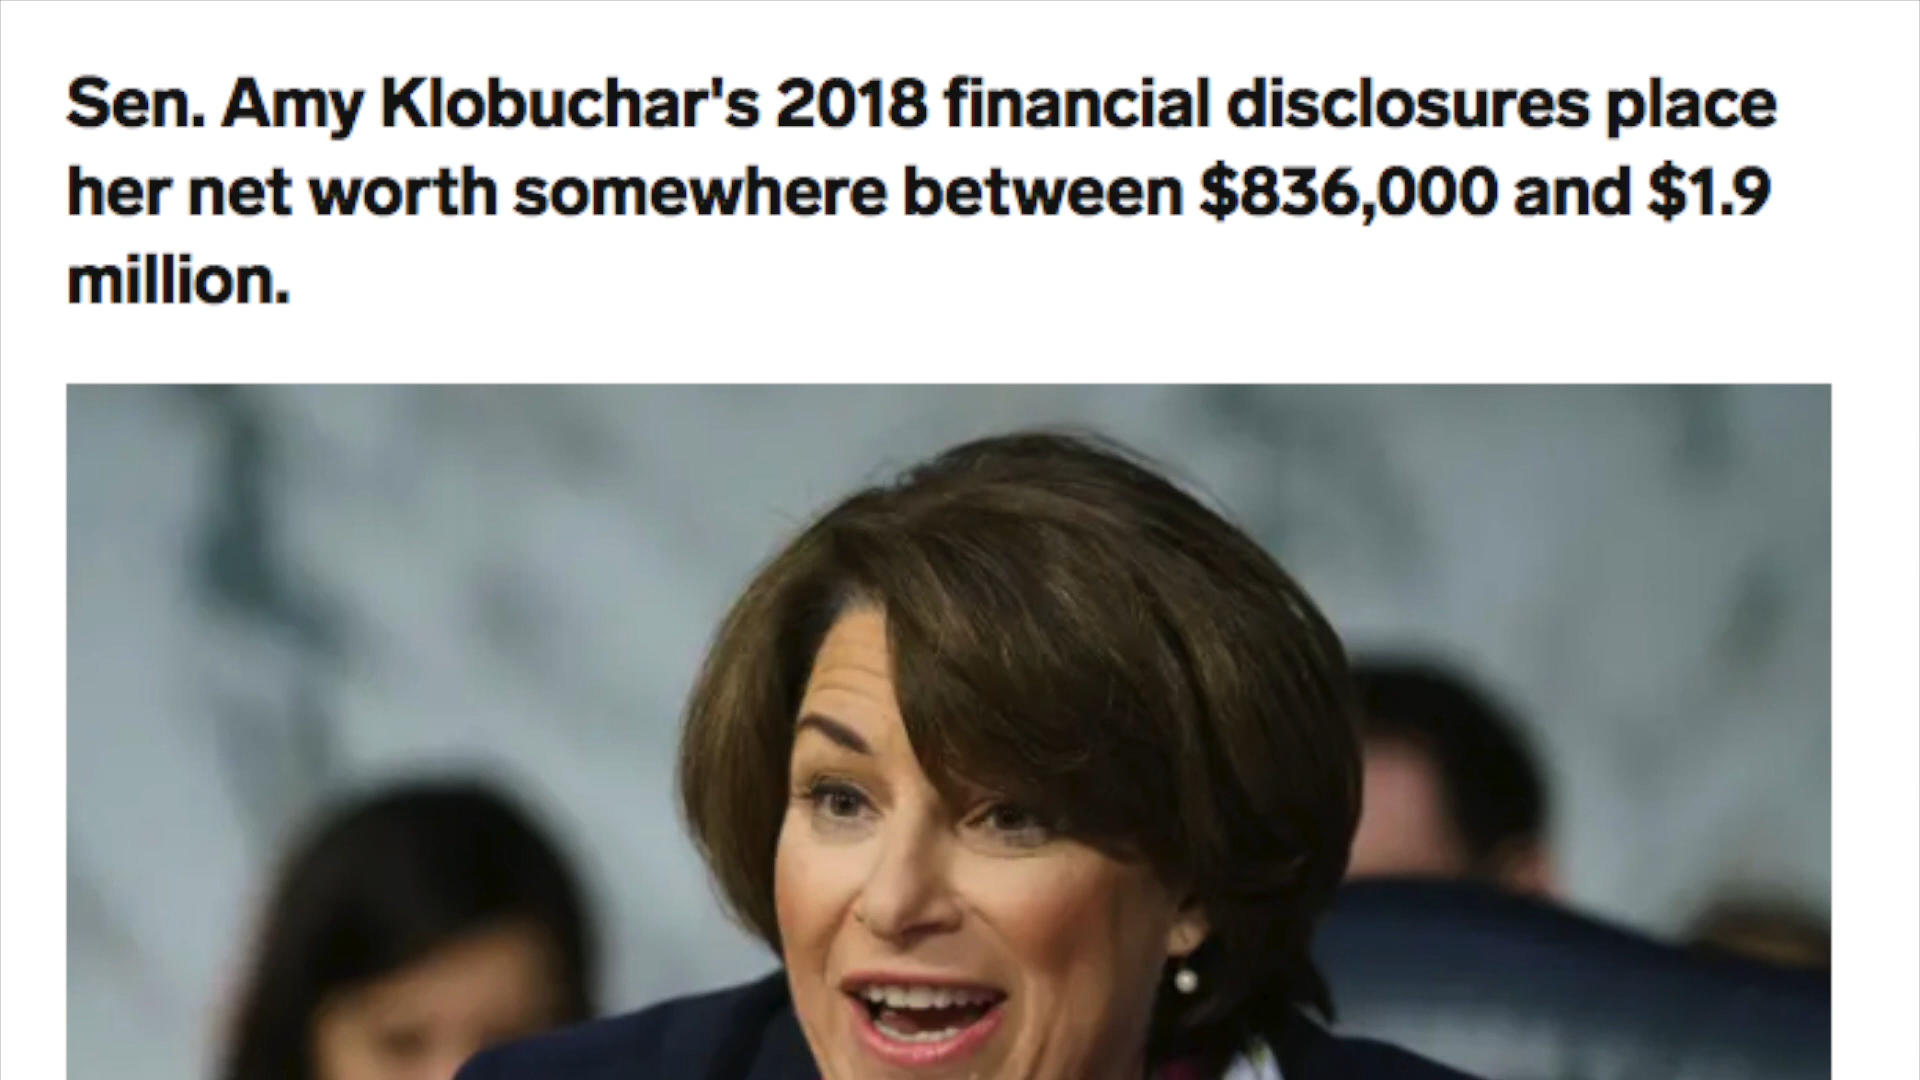 Sen. Amy Klobuchar's 2018 financial disclosures place
her net worth somewhere between $836,000 and $1.9
million.